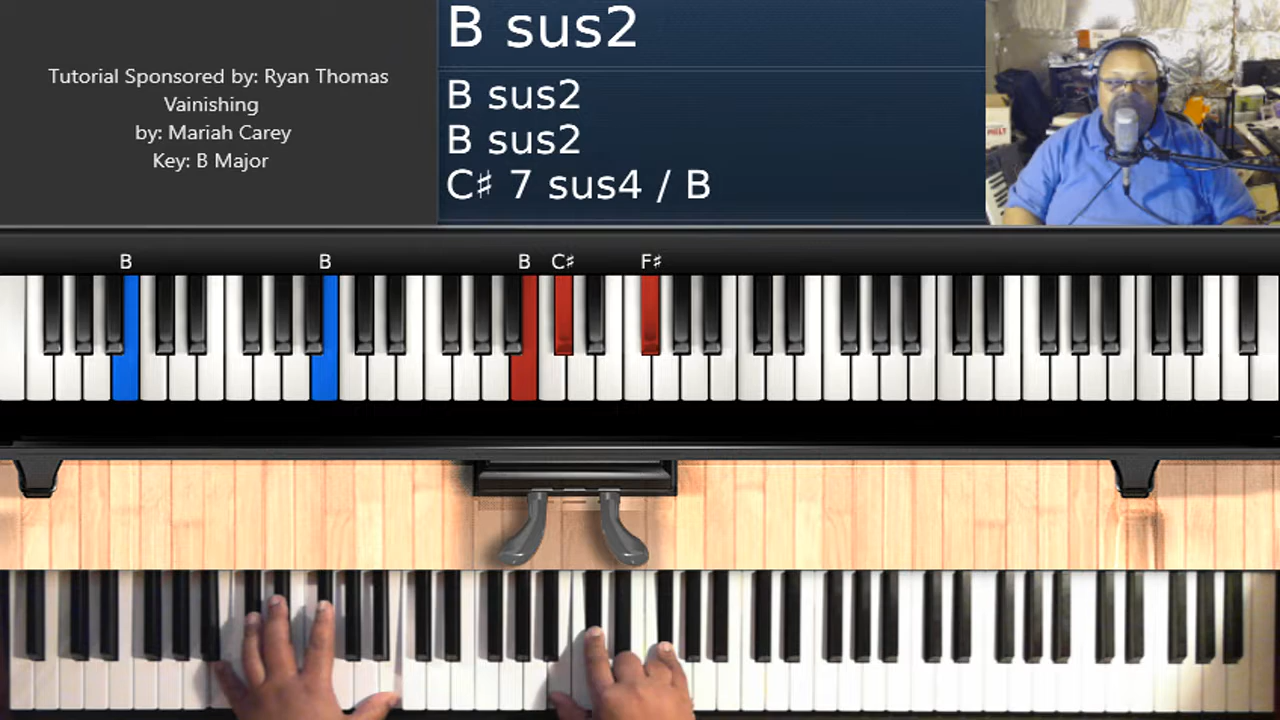 Tutorial Sponsored by: Ryan Thomas
Vainishing
by: Mariah Carey
Key: B Major
B sus2
B sus2
B sus2
C♯ 7 sus4 / B
B B B C♯ F♯